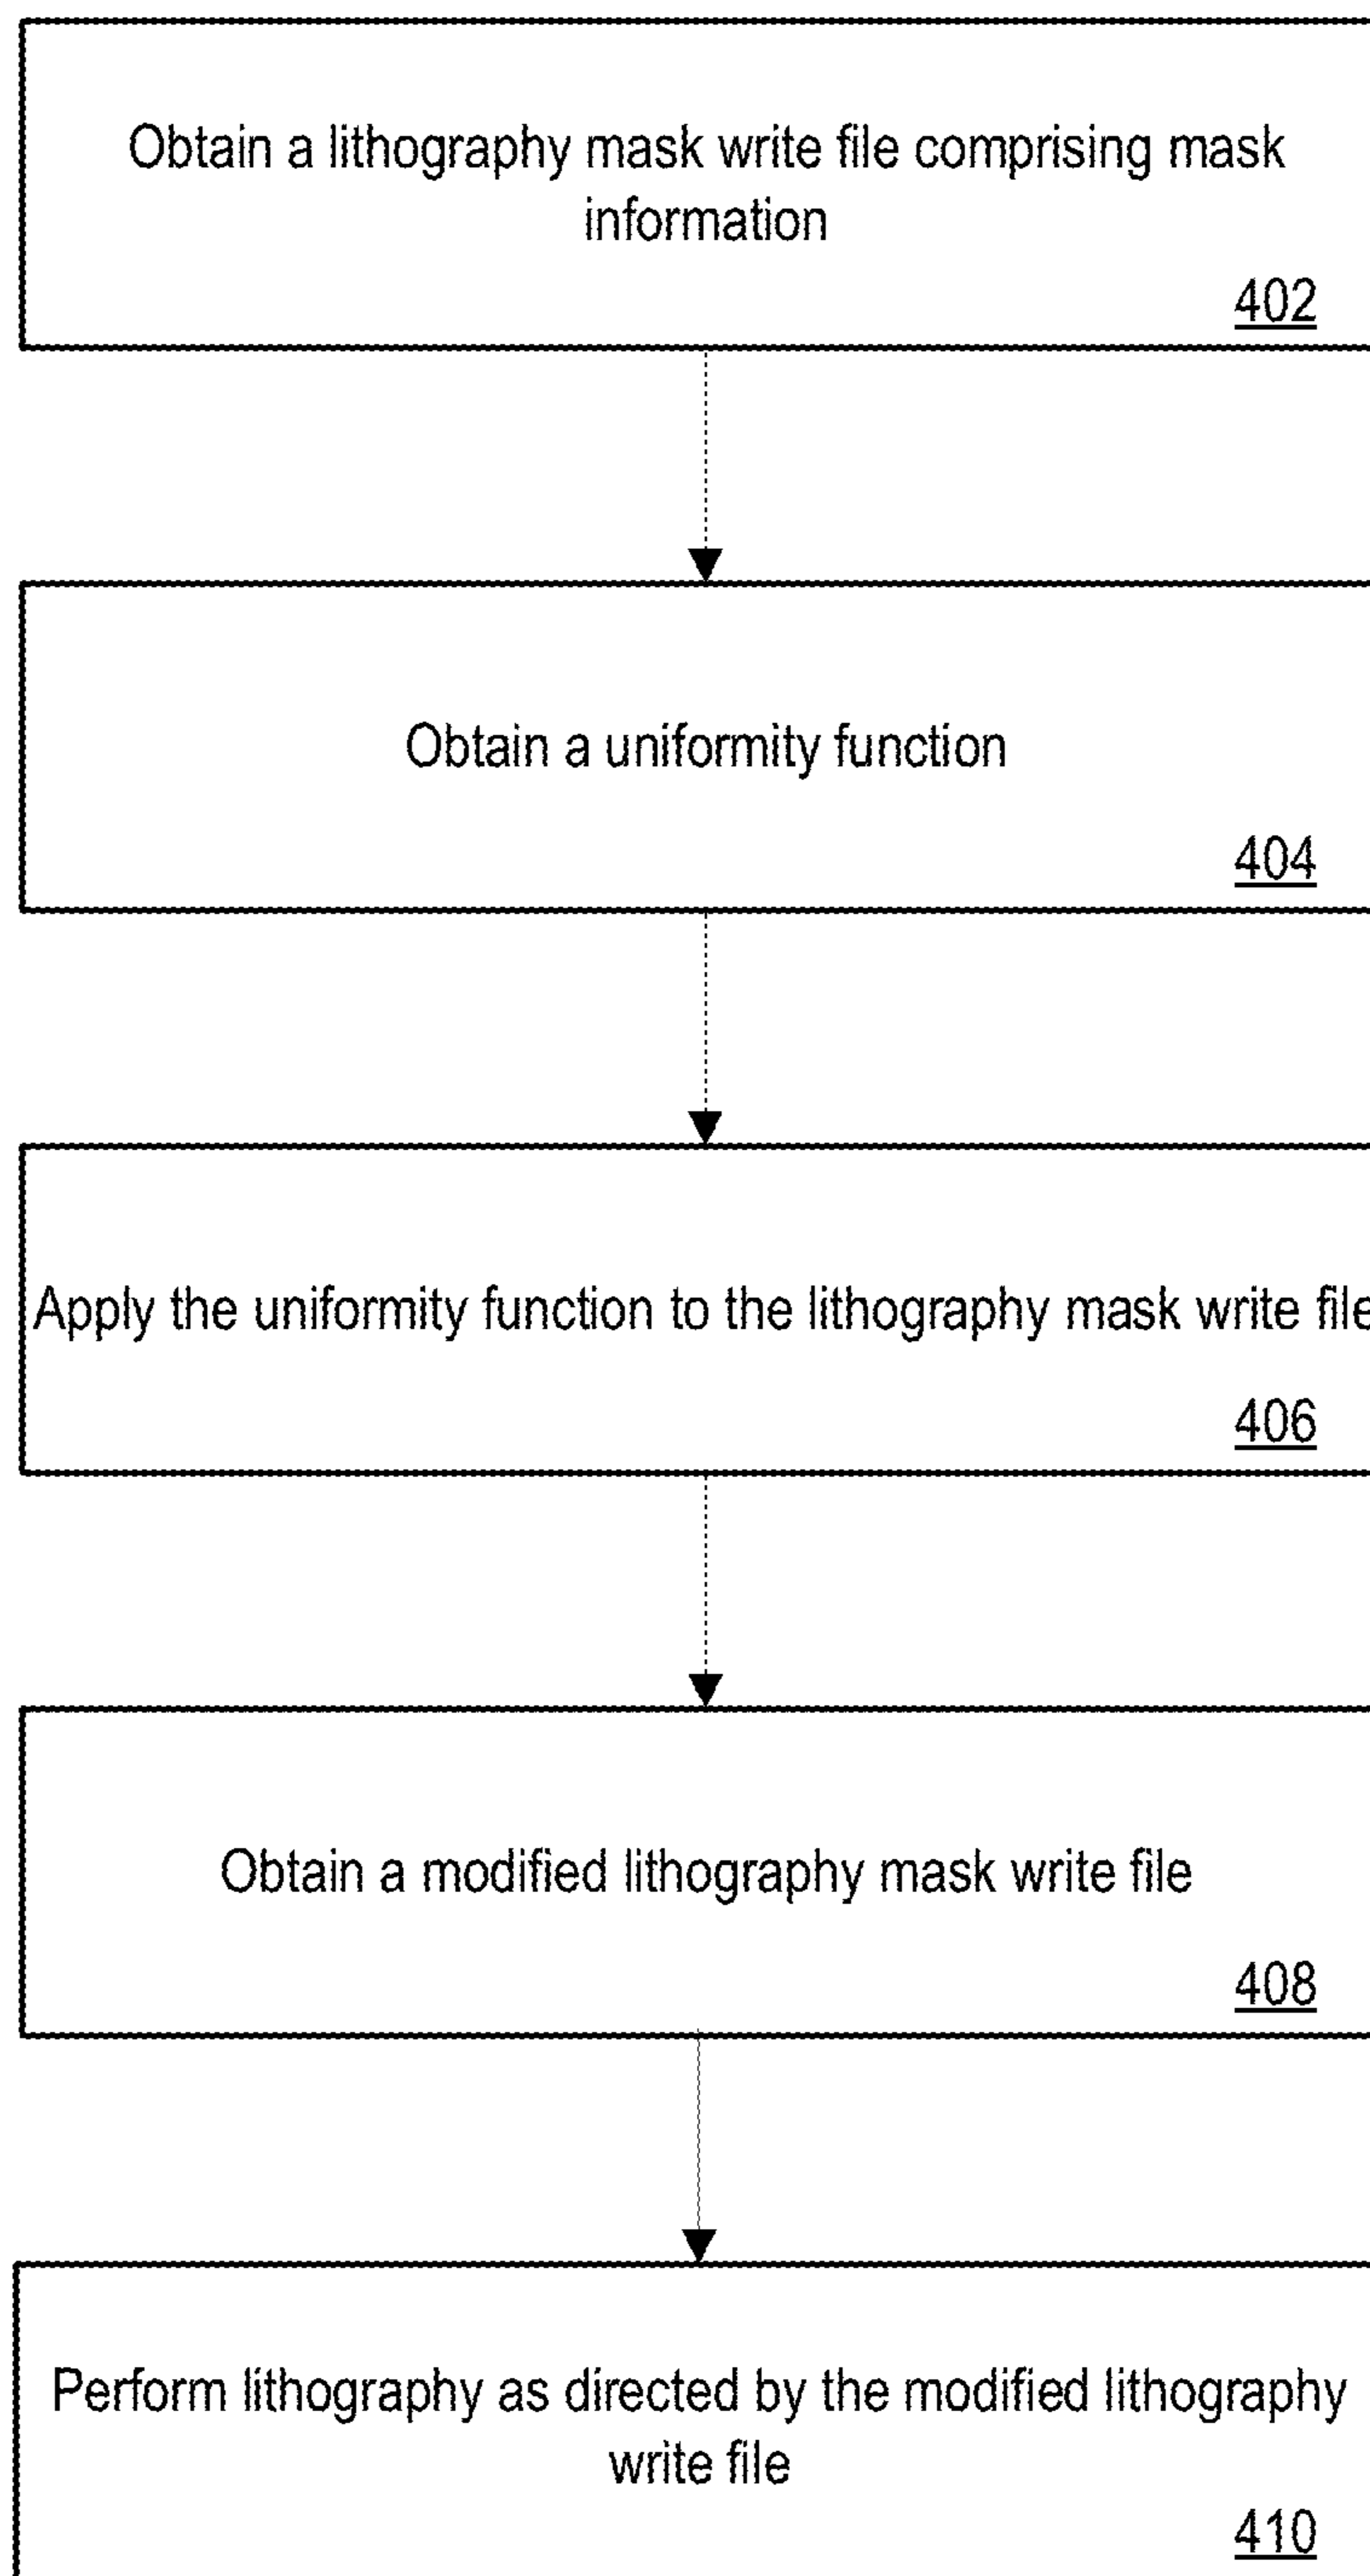 Obtain a lithography mask write file comprising mask
information
402
Obtain a uniformity function
404
Apply the uniformity function to the lithography mask write file
406
Obtain a modified lithography mask write file
408
Perform lithography as directed by the modified lithography
write file
410